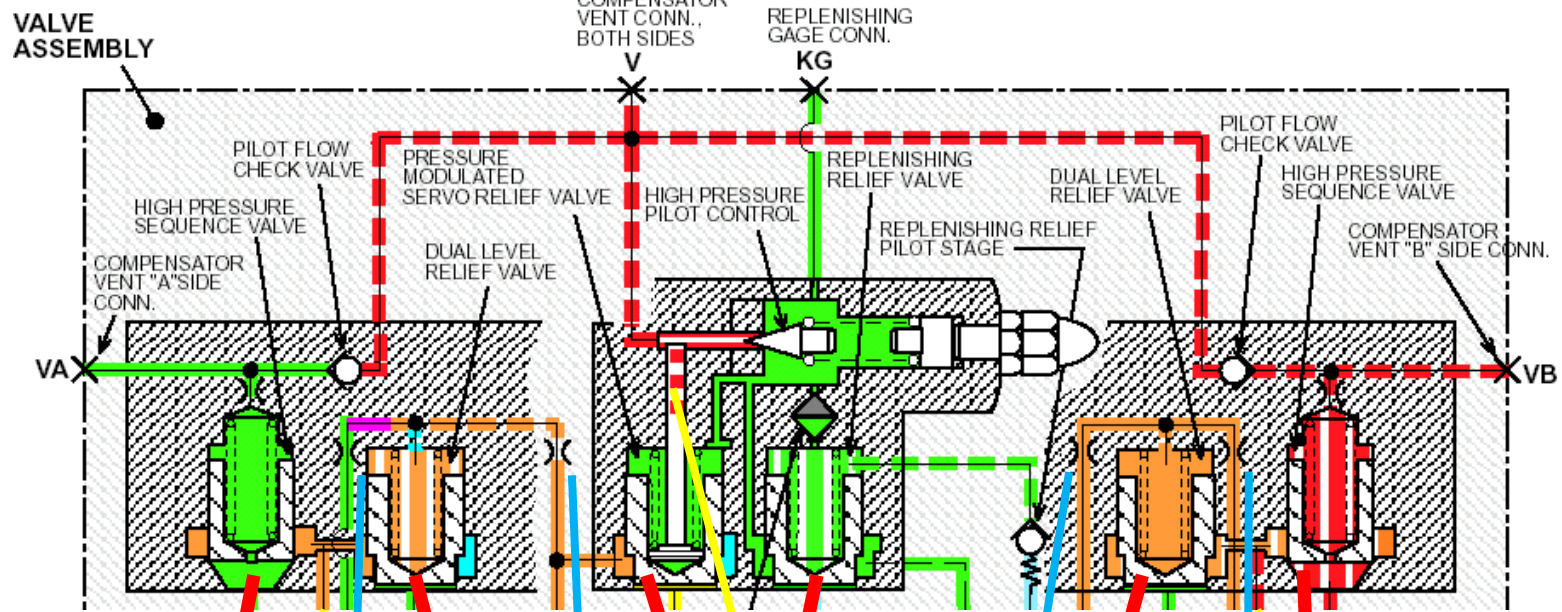 VALVE
ASSEMBLY
COMPENSATOR
VENT CONN.,
BOTH SIDES
V
REPLENISHING
GAGE CONN.
KG
PILOT FLOW
CHECK VALVE
PRESSURE
MODULATED
SERVO RELIEF VALVE
HIGH PRESSURE
PILOT CONTROL
REPLENISHING
RELIEF VALVE
DUAL LEVEL
RELIEF VALVE
PILOT FLOW
CHECK VALVE
HIGH PRESSURE
SEQUENCE VALVE
HIGH PRESSURE
SEQUENCE VALVE
DUAL LEVEL
RELIEF VALVE
REPLENISHING RELIEF
PILOT STAGE
COMPENSATOR
VENT "B" SIDE CONN.
COMPENSATOR
VENT "A"SIDE
CONN.
VA
VB